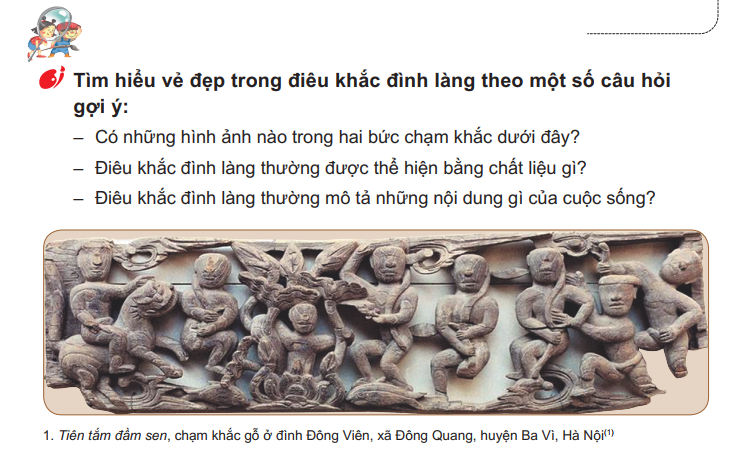 Tìm hiểu vẻ đẹp trong điêu khắc đình làng theo một số câu hỏi
gợi ý:
– Có những hình ảnh nào trong hai bức chạm khắc dưới đây?
– Điêu khắc đình làng thường được thể hiện bằng chất liệu gì?
– Điêu khắc đình làng thường mô tả những nội dung gì của cuộc sống?
1. Tiên tắm đầm sen, chạm khắc gỗ ở đình Đông Viên, xã Đông Quang, huyện Ba Vì, Hà Nội(1)